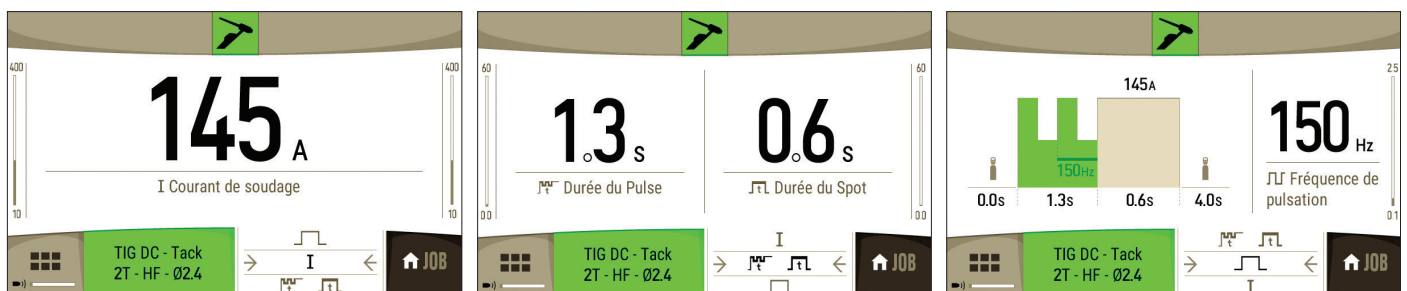 400
400
145 A
I Courant de soudage
10
10
TIG DC - Tack
2T - HF - Ø2.4
I
t
t
JOB
60
60
1.3 s
0.6 s
t
Durée du Pulse
t
Durée du Spot
0.0
0.0
TIG DC - Tack
2T - HF - Ø2.4
I
t
t
JOB
145A
150Hz
0.0s
1.3s
0.6s
4.0s
25
150 Hz
Fréquence de
pulsation
0.1
TIG DC - Tack
2T - HF - Ø2.4
t
t
I
JOB